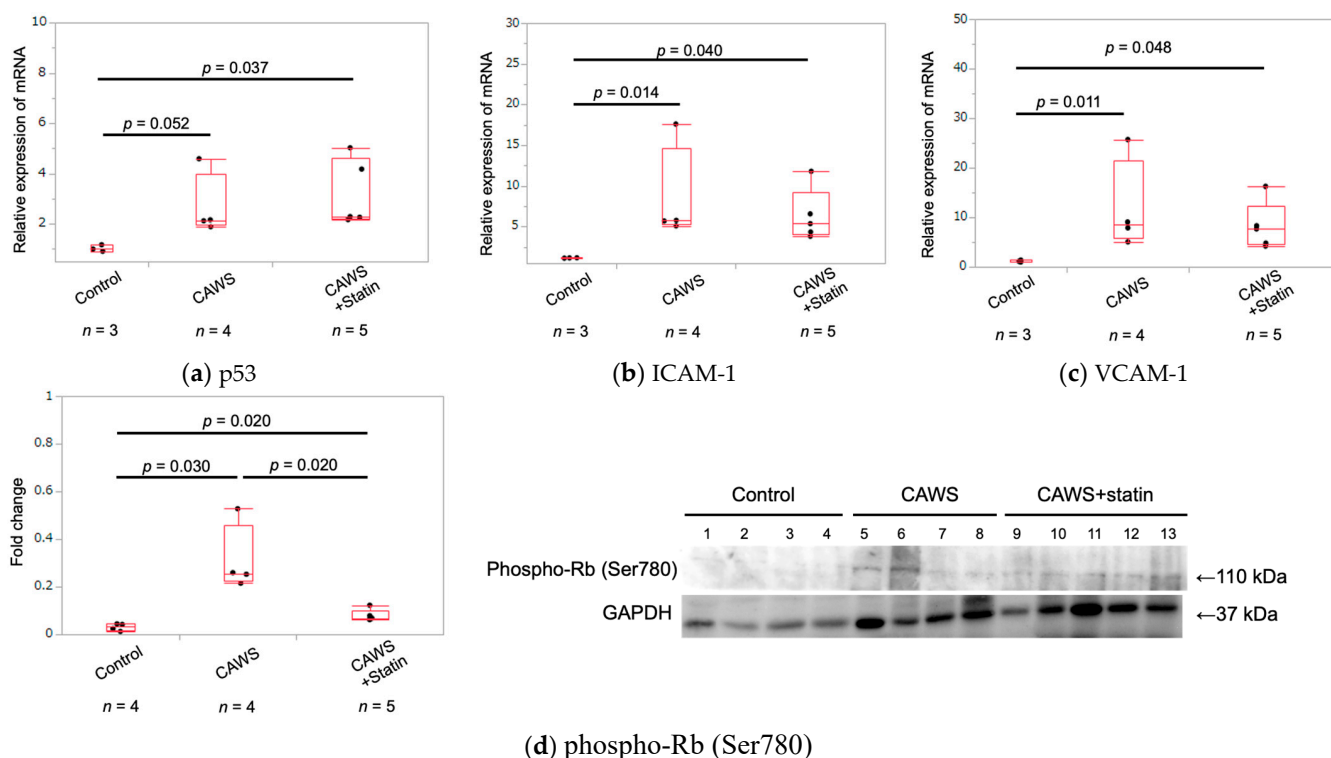 Relative expression of mRNA
10
8
6
4
2
p = 0.037
p = 0.052
Control
CAWS
CAWS
+Statin
n = 3
n = 4
n = 5
(a) p53
Relative expression of mRNA
30
25
20
15
10
5
p = 0.040
p = 0.014
Control
CAWS
CAWS
+Statin
n = 3
n = 4
n = 5
(b) ICAM-1
Relative expression of mRNA
50
40
30
20
10
0
p = 0.048
p = 0.011
Control
CAWS
CAWS
+Statin
n = 3
n = 4
n = 5
(c) VCAM-1
Fold change
1
0.8
0.6
0.4
0.2
0
p = 0.020
p = 0.030
p = 0.020
Control
CAWS
CAWS
+Statin
n = 4
n = 4
n = 5
Control CAWS CAWS+statin
1 2 3 4 5 6 7 8 9 10 11 12 13
Phospho-Rb (Ser780) ←110 kDa
GAPDH ←37 kDa
(d) phospho-Rb (Ser780)